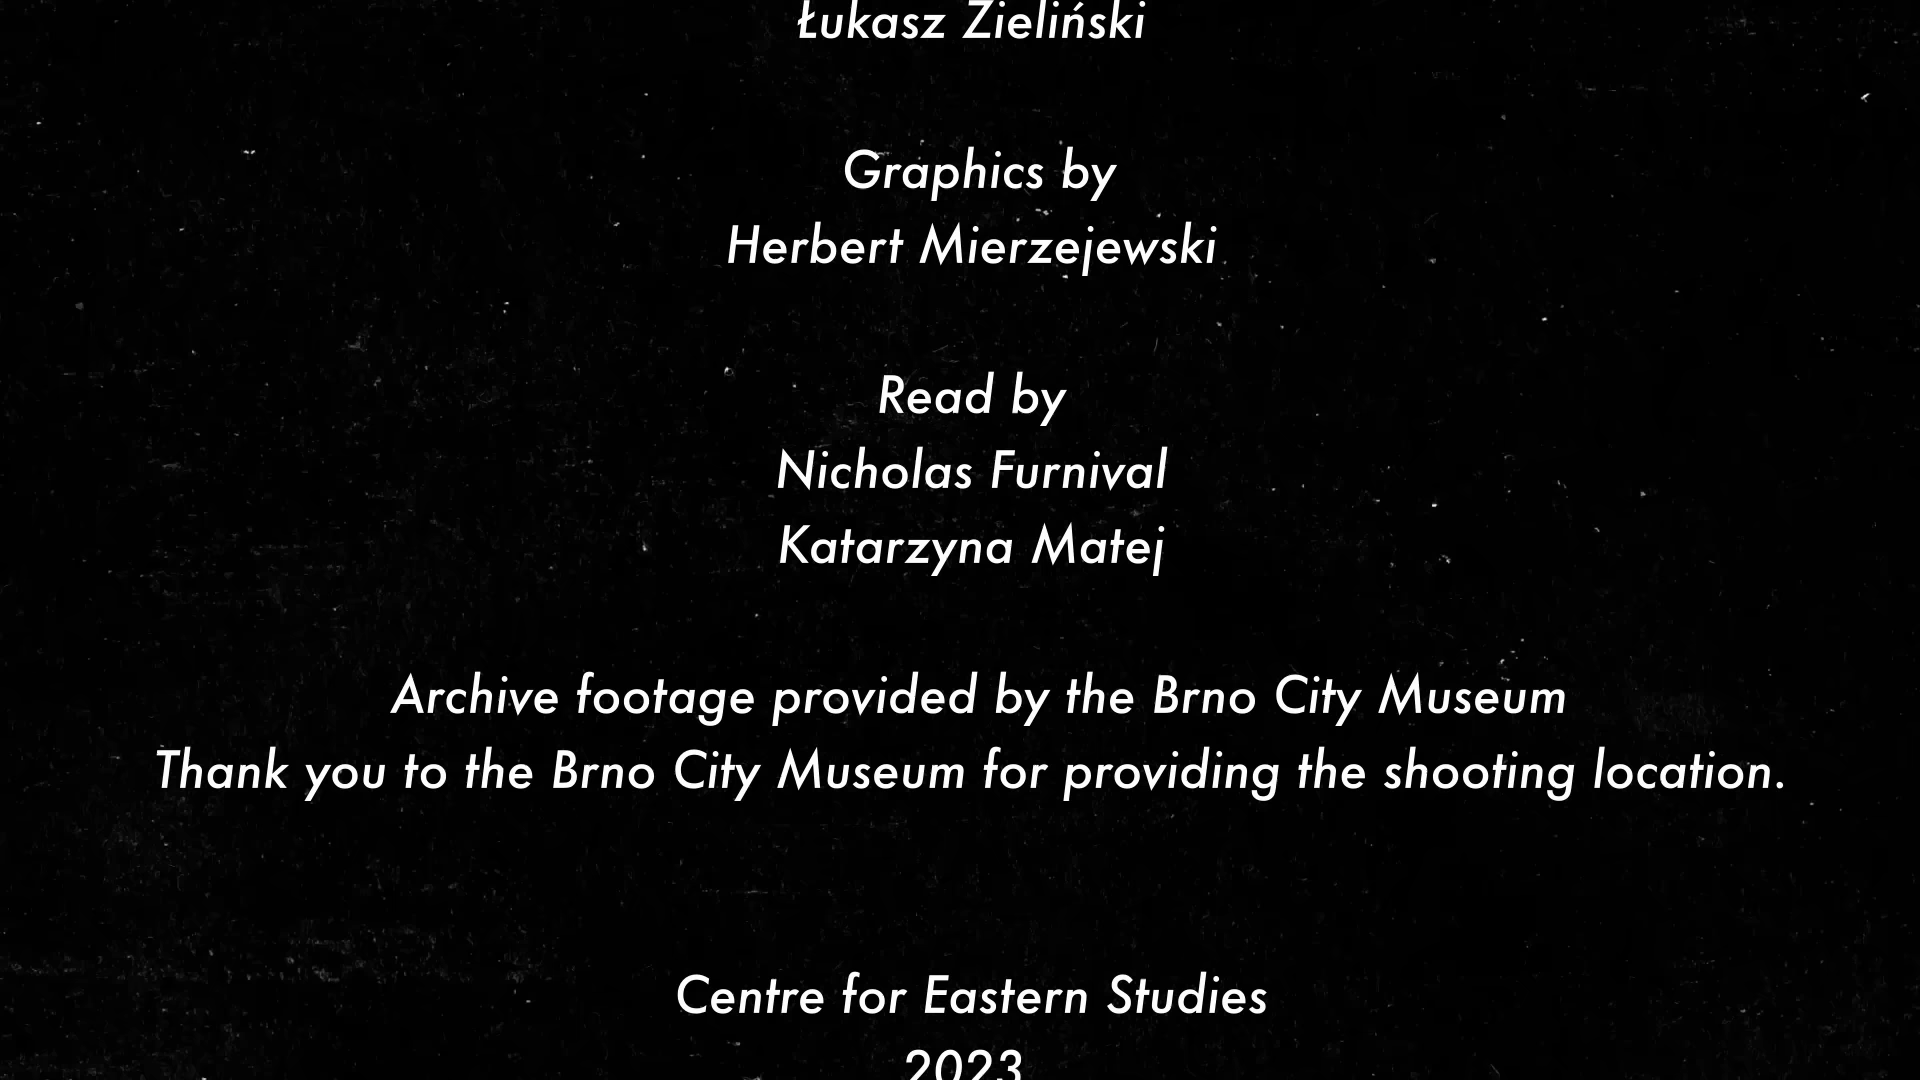 Łukasz Zieliński
Graphics by
Herbert Mierzejewski
Read by
Nicholas Furnival
Katarzyna Matej
Archive footage provided by the Brno City Museum
Thank you to the Brno City Museum for providing the shooting location.
Centre for Eastern Studies
2023